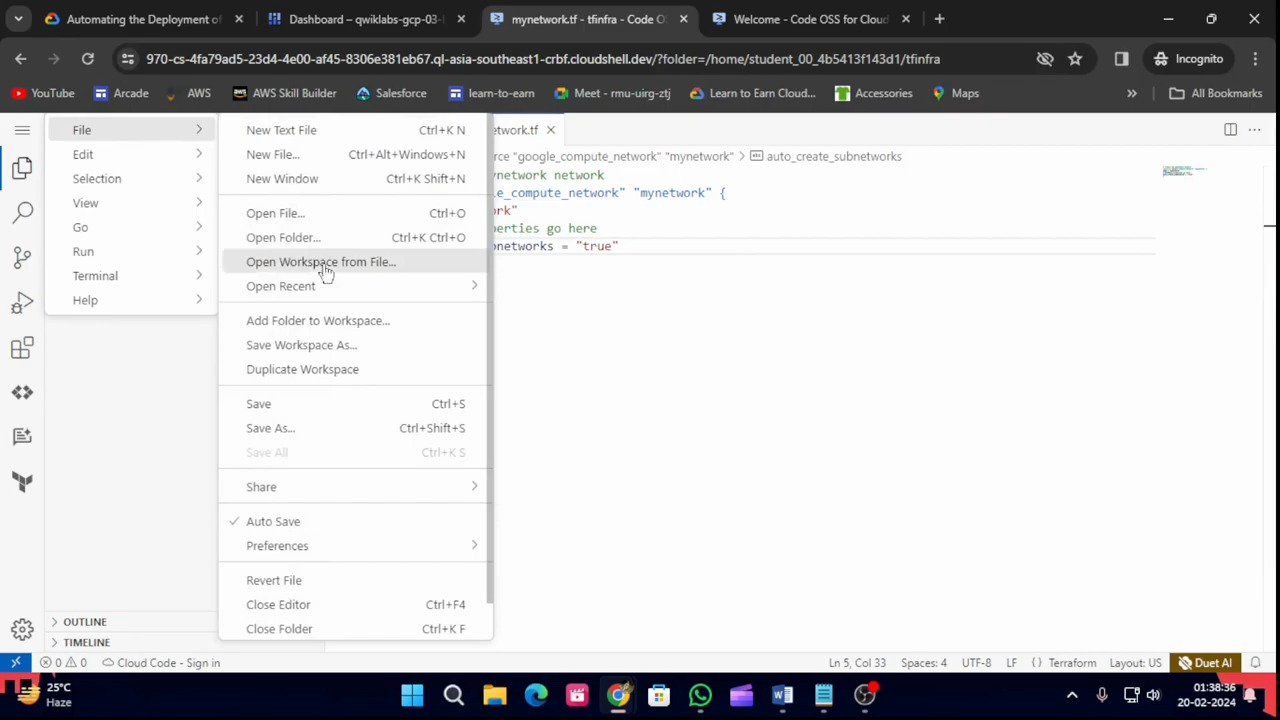 Automating the Deployment of
Dashboard – qwiklabs-gcp-03-
mynetwork.tf - tfinfra - Code O
Welcome - Code OSS for Cloud
970-cs-4fa79ad5-23d4-4e00-af45-8306e381eb67.ql-asia-southeast1-crbf.cloudshell.dev/?folder=/home/student_00_4b5413f143d1/tfinfra
Incognito
YouTube
Arcade
AWS
AWS Skill Builder
Salesforce
learn-to-earn
Meet - rmu-uirg-ztj
Learn to Earn Cloud...
Accessories
Maps
»
All Bookmarks
File
Edit
Selection
View
Go
Run
Terminal
Help
New Text File Ctrl+K N
New File... Ctrl+Alt+Windows+N
New Window Ctrl+K Shift+N
Open File... Ctrl+O
Open Folder... Ctrl+K Ctrl+O
Open Workspace from File...
Open Recent
Add Folder to Workspace...
Save Workspace As...
Duplicate Workspace
Save Ctrl+S
Save As... Ctrl+Shift+S
Save All Ctrl+K S
Share
Auto Save
Preferences
Revert File
Close Editor Ctrl+F4
Close Folder Ctrl+K F
etwork.tf
rce "google_compute_network" "mynetwork" > auto_create_subnetworks
ynetwork network
le_compute_network" "mynetwork" {
rk"
perties go here
bnetworks = "true"
OUTLINE
TIMELINE
0 0 Cloud Code - Sign in
Ln 5, Col 33 Spaces: 4 UTF-8 LF {} Terraform Layout: US Duet AI
25°C
Haze
01:38:36
20-02-2024